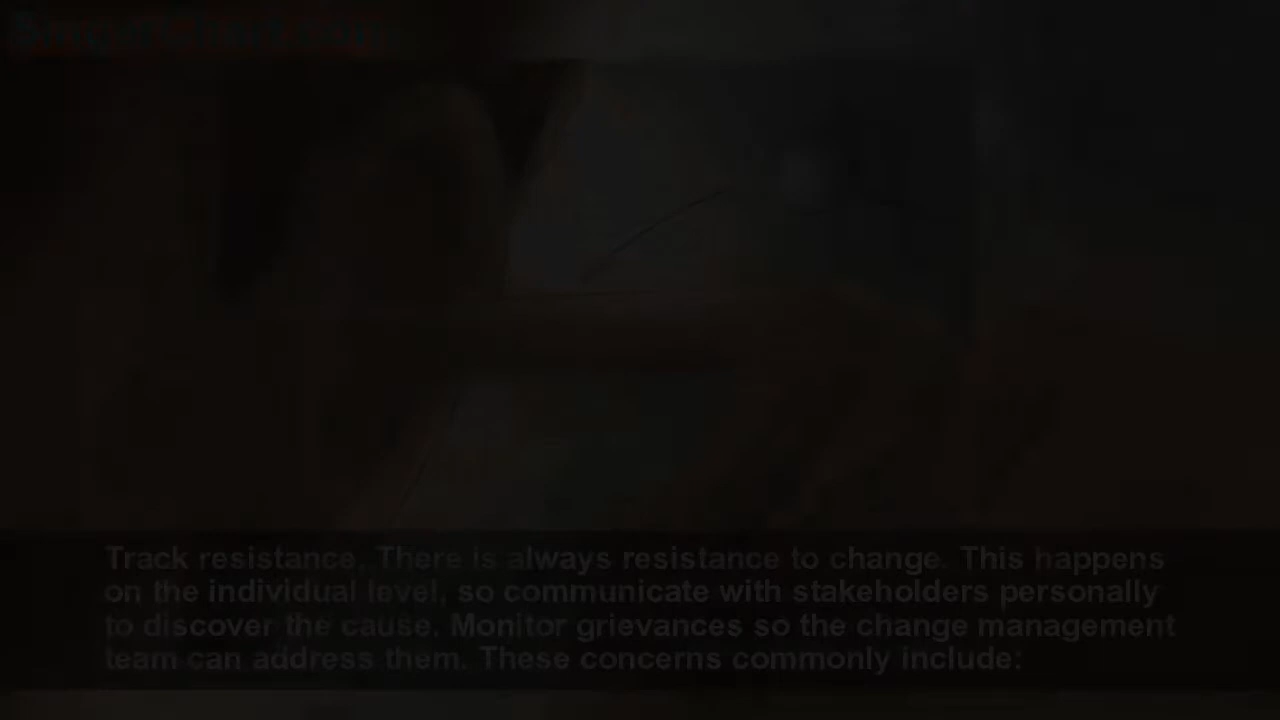 Track resistance. There is always resistance to change. This happens
on the individual level, so communicate with stakeholders personally
to discover the cause. Monitor grievances so the change management
team can address them. These concerns commonly include: